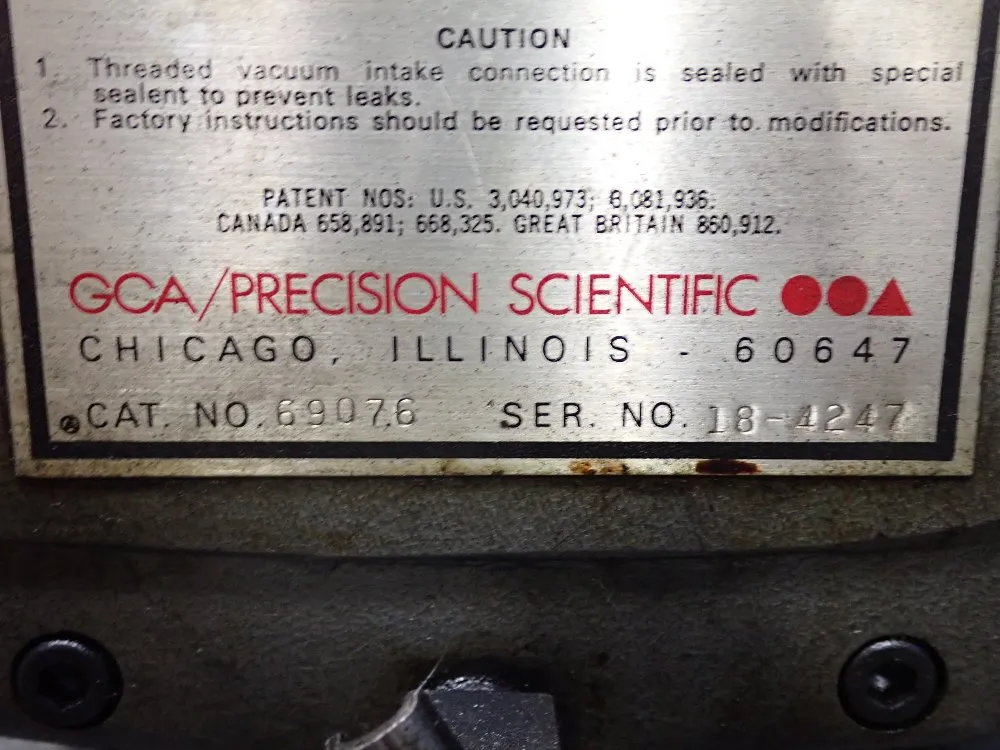 CAUTION
1. Threaded vacuum intake connection is sealed with special
sealent to prevent leaks.
2. Factory instructions should be requested prior to modifications.
PATENT NOS: U.S. 3,040,973; 3,081,936.
CANADA 658,891; 668,325. GREAT BRITAIN 860,912.
GCA/PRECISION SCIENTIFIC
CHICAGO, ILLINOIS - 60647
CAT. NO. 69076 SER. NO. 18-4247